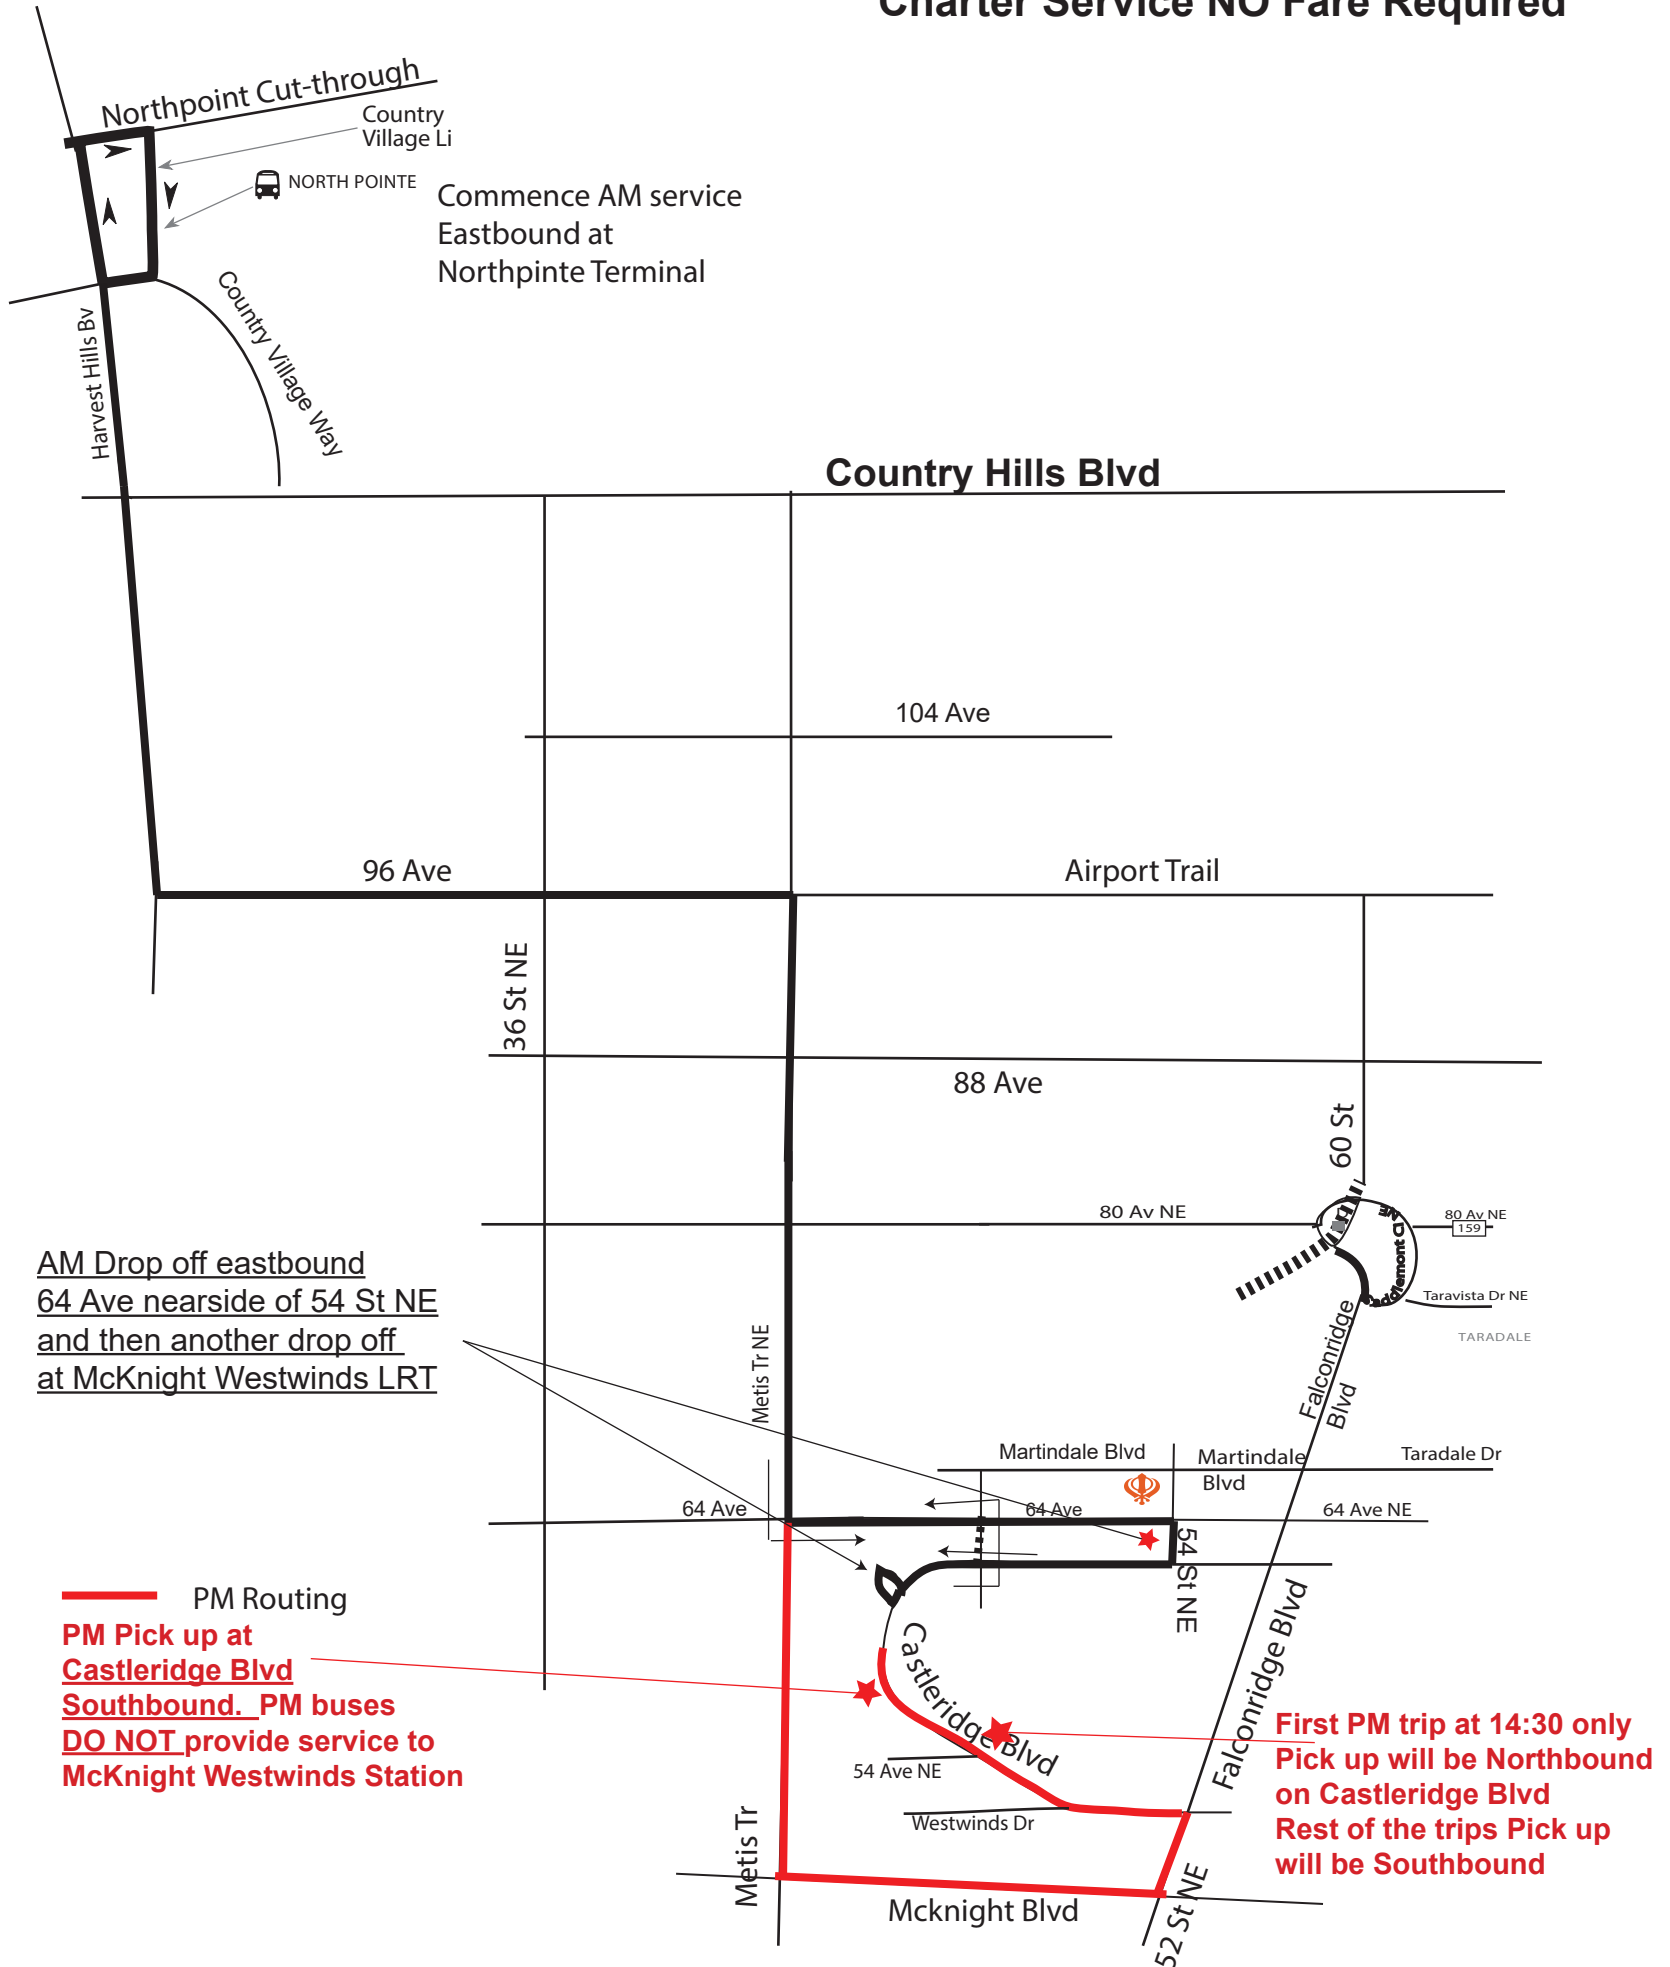 Charter Service NO Fare Required
Northpoint Cut-through
Country
Village Li
NORTH POINTE
Commence AM service
Eastbound at
Northpinte Terminal
Country Village Way
Harvest Hills Bv
Country Hills Blvd
104 Ave
96 Ave
Airport Trail
36 St NE
88 Ave
60 St
80 Av NE
80 Av NE
159
Saddlemont Ci NE
Taravista Dr NE
TARADALE
Falconridge
Blvd
AM Drop off eastbound
64 Ave nearside of 54 St NE
and then another drop off
at McKnight Westwinds LRT
Metis Tr NE
Martindale Blvd
Martindale
Blvd
Taradale Dr
64 Ave
64 Ave
64 Ave NE
54 St NE
PM Routing
PM Pick up at
Castleridge Blvd
Southbound. PM buses
DO NOT provide service to
McKnight Westwinds Station
Castleridge Blvd
Falconridge Blvd
First PM trip at 14:30 only
Pick up will be Northbound
on Castleridge Blvd
Rest of the trips Pick up
will be Southbound
54 Ave NE
Westwinds Dr
Metis Tr
Mcknight Blvd
52 St NE